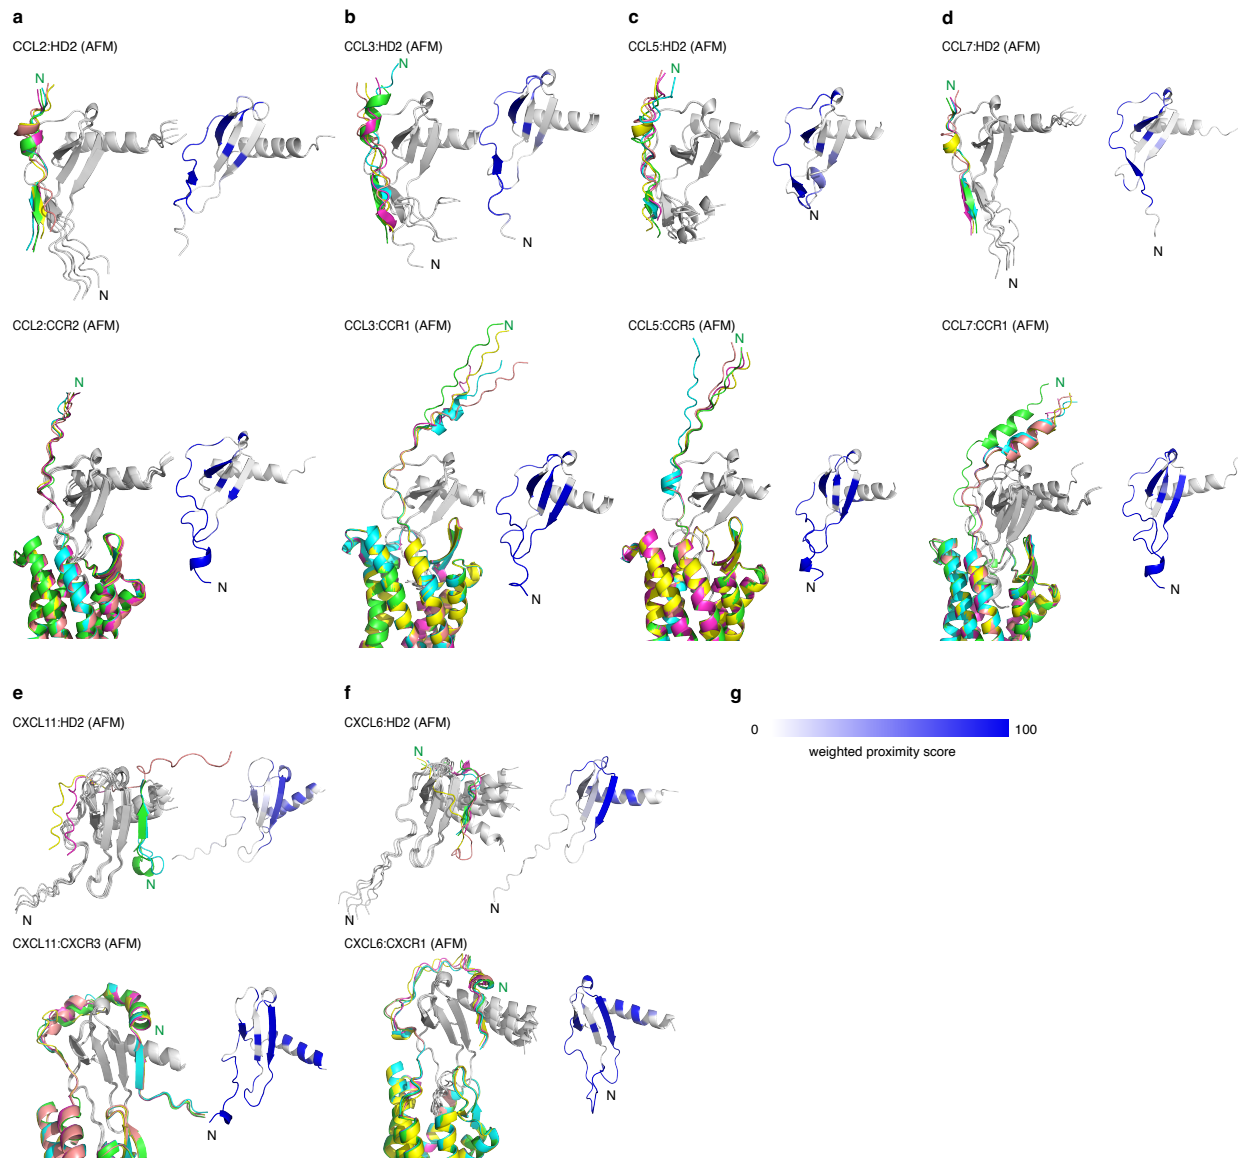 a
b
c
d
CCL2:HD2 (AFM)
CCL3:HD2 (AFM)
CCL5:HD2 (AFM)
CCL7:HD2 (AFM)
N
N
N
N
N
N
N
N
N
N
N
CCL2:CCR2 (AFM)
CCL3:CCR1 (AFM)
CCL5:CCR5 (AFM)
CCL7:CCR1 (AFM)
N
N
N
N
N
N
N
N
e
f
g
CXCL11:HD2 (AFM)
CXCL6:HD2 (AFM)
0
100
weighted proximity score
N
N
N
N
N
CXCL11:CXCR3 (AFM)
CXCL6:CXCR1 (AFM)
N
N
N
N